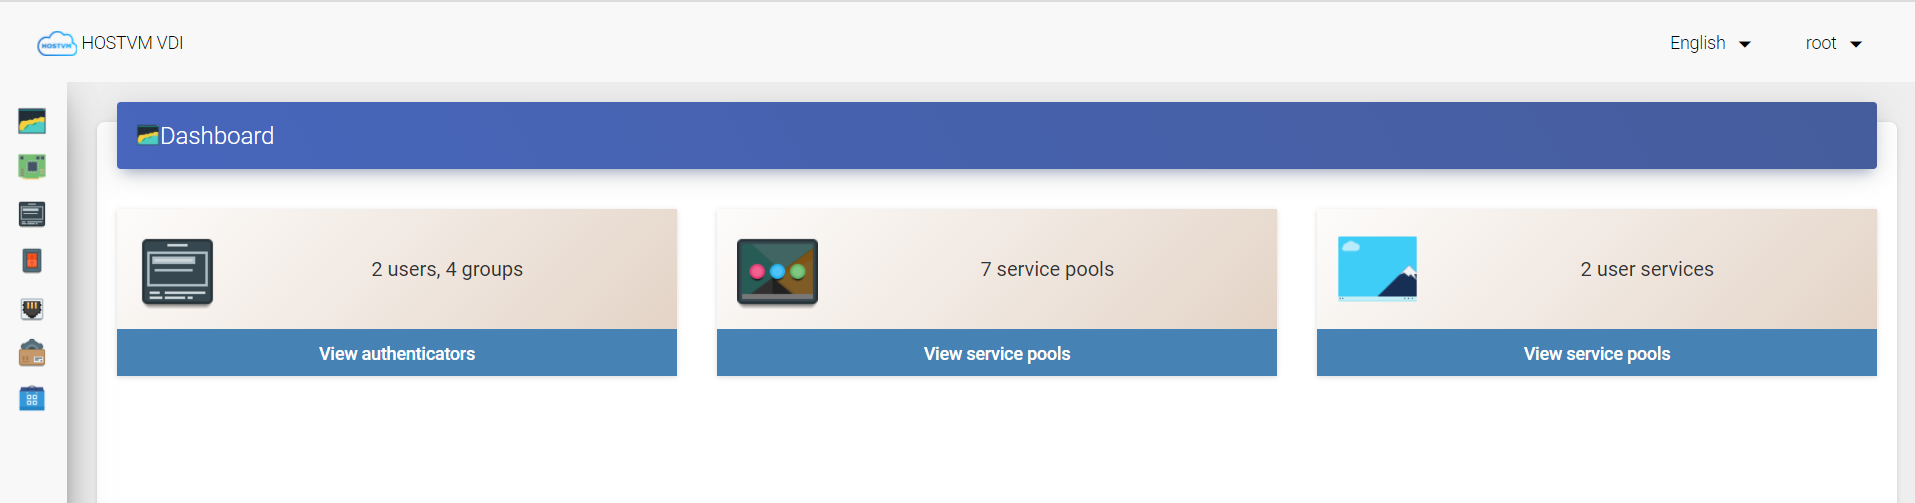 HOSTVM HOSTVM VDI
English
root
Dashboard
2 users, 4 groups
7 service pools
2 user services
View authenticators
View service pools
View service pools